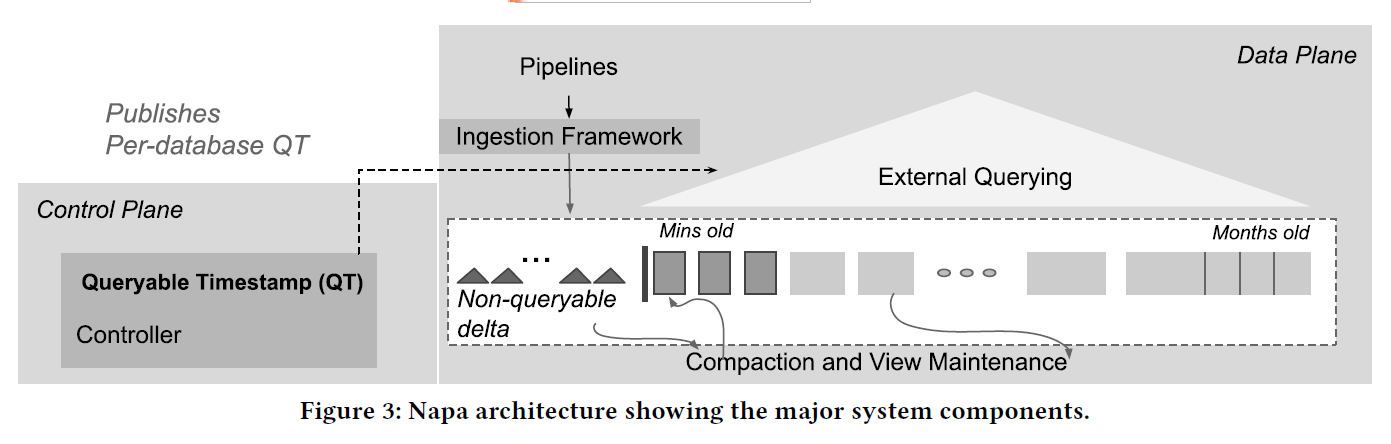 Pipelines
Data Plane
Publishes
Per-database QT
Ingestion Framework
External Querying
Control Plane
Mins old
Months old
Queryable Timestamp (QT)
...
Non-queryable
delta
Controller
Compaction and View Maintenance
Figure 3: Napa architecture showing the major system components.